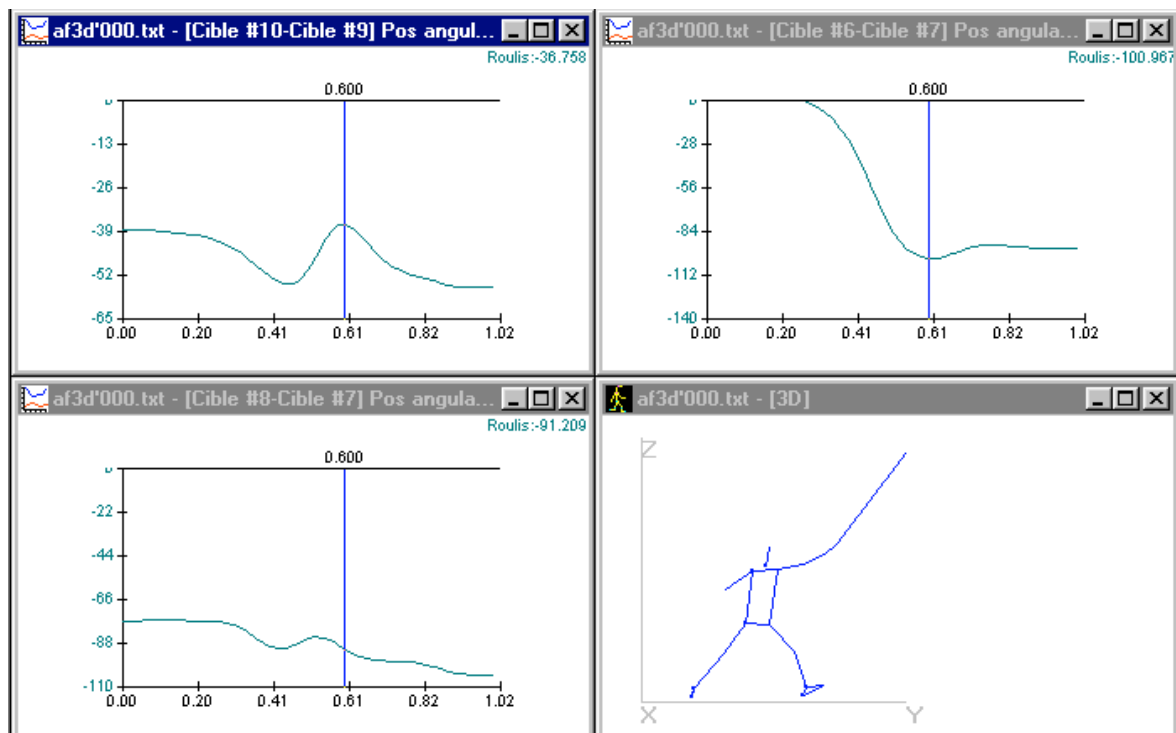 af3d'000.txt - [Cible #10-Cible #9] Pos angul...
Roulis:-36.758
0.600
-13
-26
-39
-52
-65
0.00 0.20 0.41 0.61 0.82 1.02
af3d'000.txt - [Cible #6-Cible #7] Pos angula...
Roulis:-100.967
0.600
-28
-56
-84
-112
-140
0.00 0.20 0.41 0.61 0.82 1.02
af3d'000.txt - [Cible #8-Cible #7] Pos angula...
Roulis:-91.209
0.600
-22
-44
-66
-88
-110
0.00 0.20 0.41 0.61 0.82 1.02
af3d'000.txt - [3D]
Z
X Y